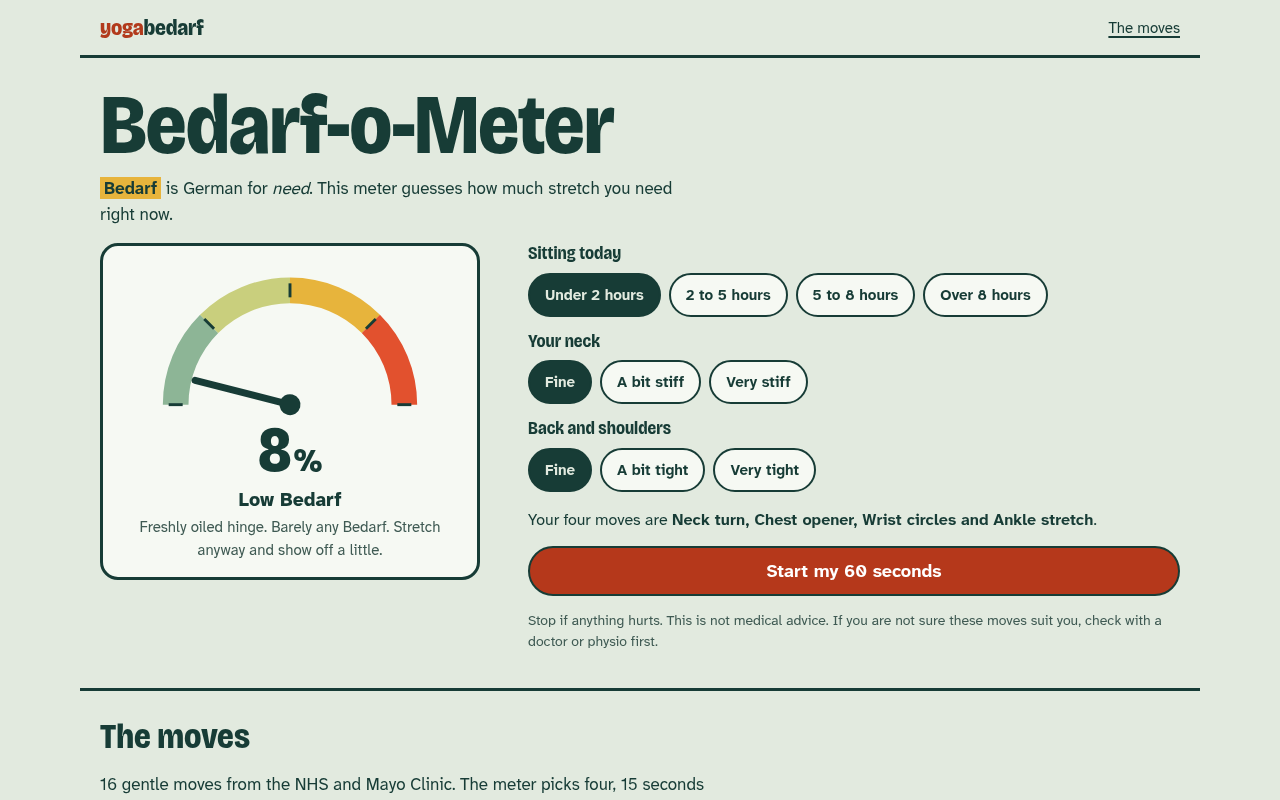 yogabedarf
The moves
Bedarf-o-Meter
Bedarf is German for need. This meter guesses how much stretch you need
right now.
8%
Low Bedarf
Freshly oiled hinge. Barely any Bedarf. Stretch
anyway and show off a little.
Sitting today
Under 2 hours
2 to 5 hours
5 to 8 hours
Over 8 hours
Your neck
Fine
A bit stiff
Very stiff
Back and shoulders
Fine
A bit tight
Very tight
Your four moves are Neck turn, Chest opener, Wrist circles and Ankle stretch.
Start my 60 seconds
Stop if anything hurts. This is not medical advice. If you are not sure these moves suit you, check with a
doctor or physio first.
The moves
16 gentle moves from the NHS and Mayo Clinic. The meter picks four, 15 seconds